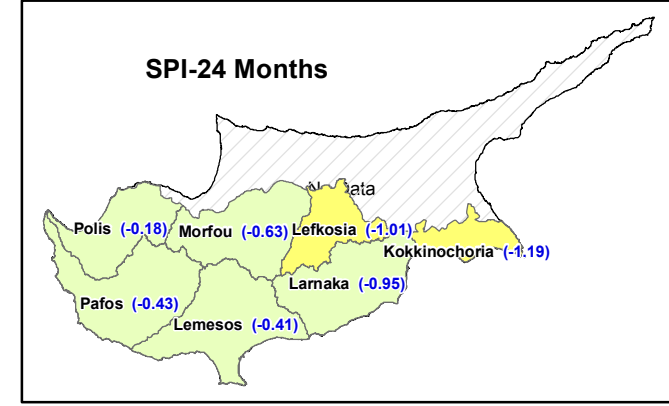 SPI-24 Months
No Data
Polis (-0.18)
Morfou (-0.63)
Lefkosia (-1.01)
Kokkinochoria (-1.19)
Larnaka (-0.95)
Pafos (-0.43)
Lemesos (-0.41)